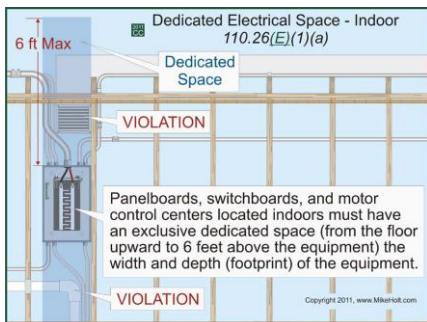 2011
CC
Dedicated Electrical Space - Indoor
110.26(E)(1)(a)
6 ft Max
Dedicated
Space
VIOLATION
Panelboards, switchboards, and motor
control centers located indoors must have
an exclusive dedicated space (from the floor
upward to 6 feet above the equipment) the
width and depth (footprint) of the equipment.
VIOLATION
Copyright 2011, www.MikeHolt.com